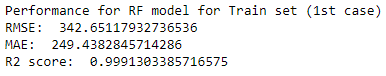 Performance for RF model for Train set (1st case)
RMSE:  342.65117932736536
MAE:  249.4382845714286
R2 score:  0.9991303385716575